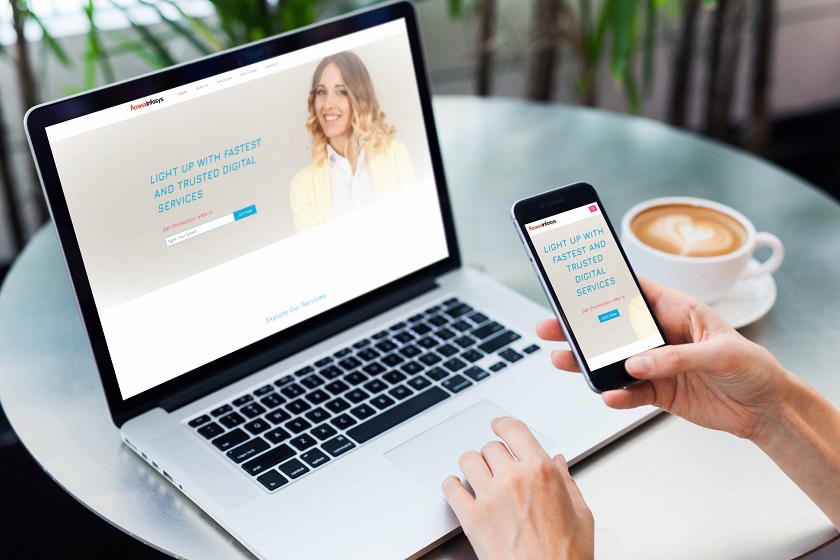 AccessInfosys
HOME
LIGHT UP WITH FASTEST
AND TRUSTED DIGITAL
SERVICES
Get Promotion offer's
Type Your Email
Join Now
Explore Our Services
AccessInfosys
LIGHT UP WITH
FASTEST AND
TRUSTED
DIGITAL
SERVICES
Get Promotion offer's
Join Now